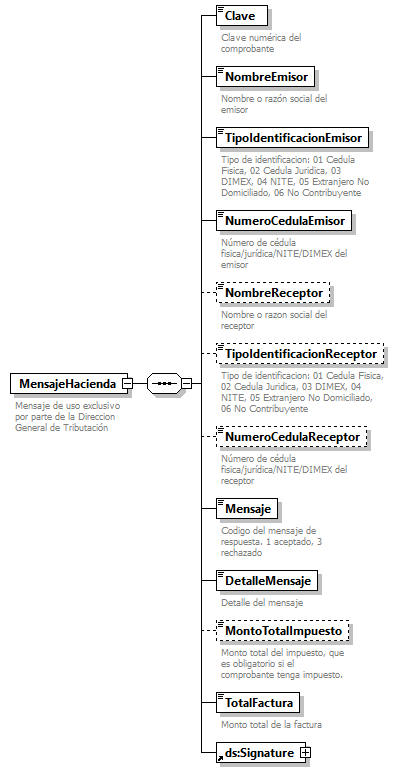 Clave
Clave numérica del
comprobante
NombreEmisor
Nombre o razón social del
emisor
TipoIdentificacionEmisor
Tipo de identificacion: 01 Cedula
Fisica, 02 Cedula Juridica, 03
DIMEX, 04 NITE, 05 Extranjero No
Domiciliado, 06 No Contribuyente
NumeroCedulaEmisor
Número de cédula
fisica/jurídica/NITE/DIMEX del
emisor
NombreReceptor
Nombre o razon social del
receptor
TipoIdentificacionReceptor
Tipo de identificacion: 01 Cedula Fisica,
02 Cedula Juridica, 03 DIMEX, 04
NITE, 05 Extranjero No Domiciliado,
06 No Contribuyente
MensajeHacienda
Mensaje de uso exclusivo
por parte de la Direccion
General de Tributación
NumeroCedulaReceptor
Número de cédula
fisica/jurídica/NITE/DIMEX del
receptor
Mensaje
Codigo del mensaje de
respuesta. 1 aceptado, 3
rechazado
DetalleMensaje
Detalle del mensaje
MontoTotalImpuesto
Monto total del impuesto, que
es obligatorio si el
comprobante tenga impuesto.
TotalFactura
Monto total de la factura
ds:Signature